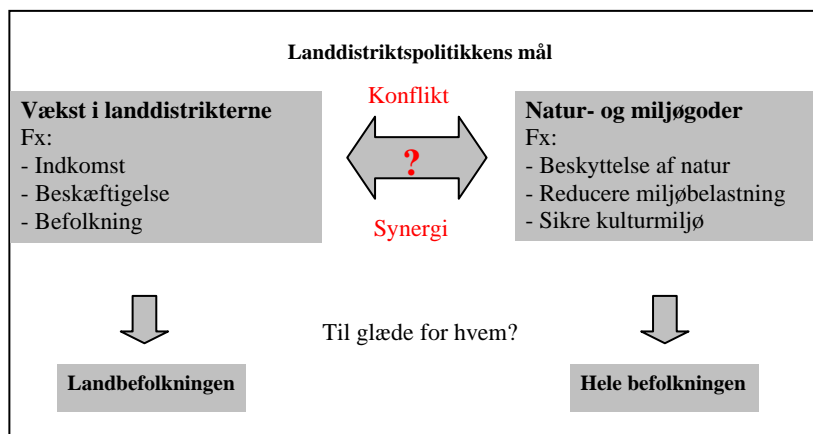 Landdistriktspolitikkens mål
Vækst i landdistrikterne
Fx:
- Indkomst
- Beskæftigelse
- Befolkning
Konflikt
?
Synergi
Natur- og miljøgoder
Fx:
- Beskyttelse af natur
- Reducere miljøbelastning
- Sikre kulturmiljø
Til glæde for hvem?
Landbefolkningen
Hele befolkningen